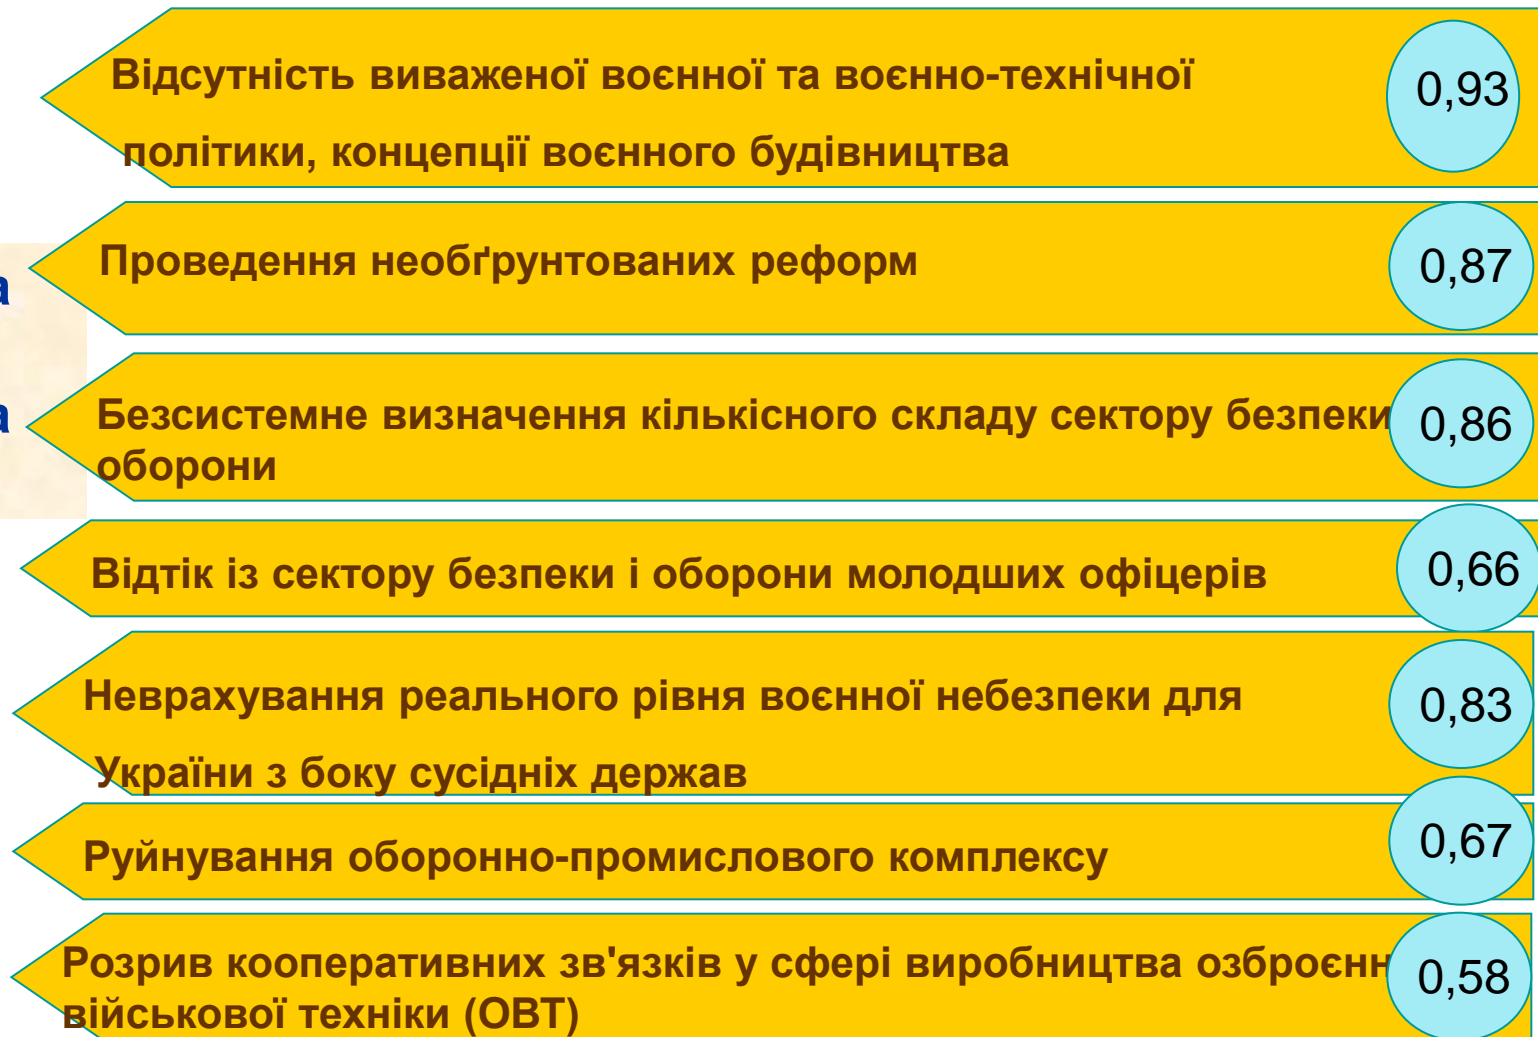 Відсутність виваженої воєнної та воєнно-технічної
0,93
політики, концепції воєнного будівництва
Проведення необґрунтованих реформ
0,87
а
Безсистемне визначення кількісного складу сектору безпеки
0,86
а
оборони
Відтік із сектору безпеки і оборони молодших офіцерів
0,66
Неврахування реального рівня воєнної небезпеки для
0,83
України з боку сусідніх держав
Руйнування оборонно-промислового комплексу
0,67
Розрив кооперативних зв'язків у сфері виробництва
0,58
військової техніки (ОВТ)